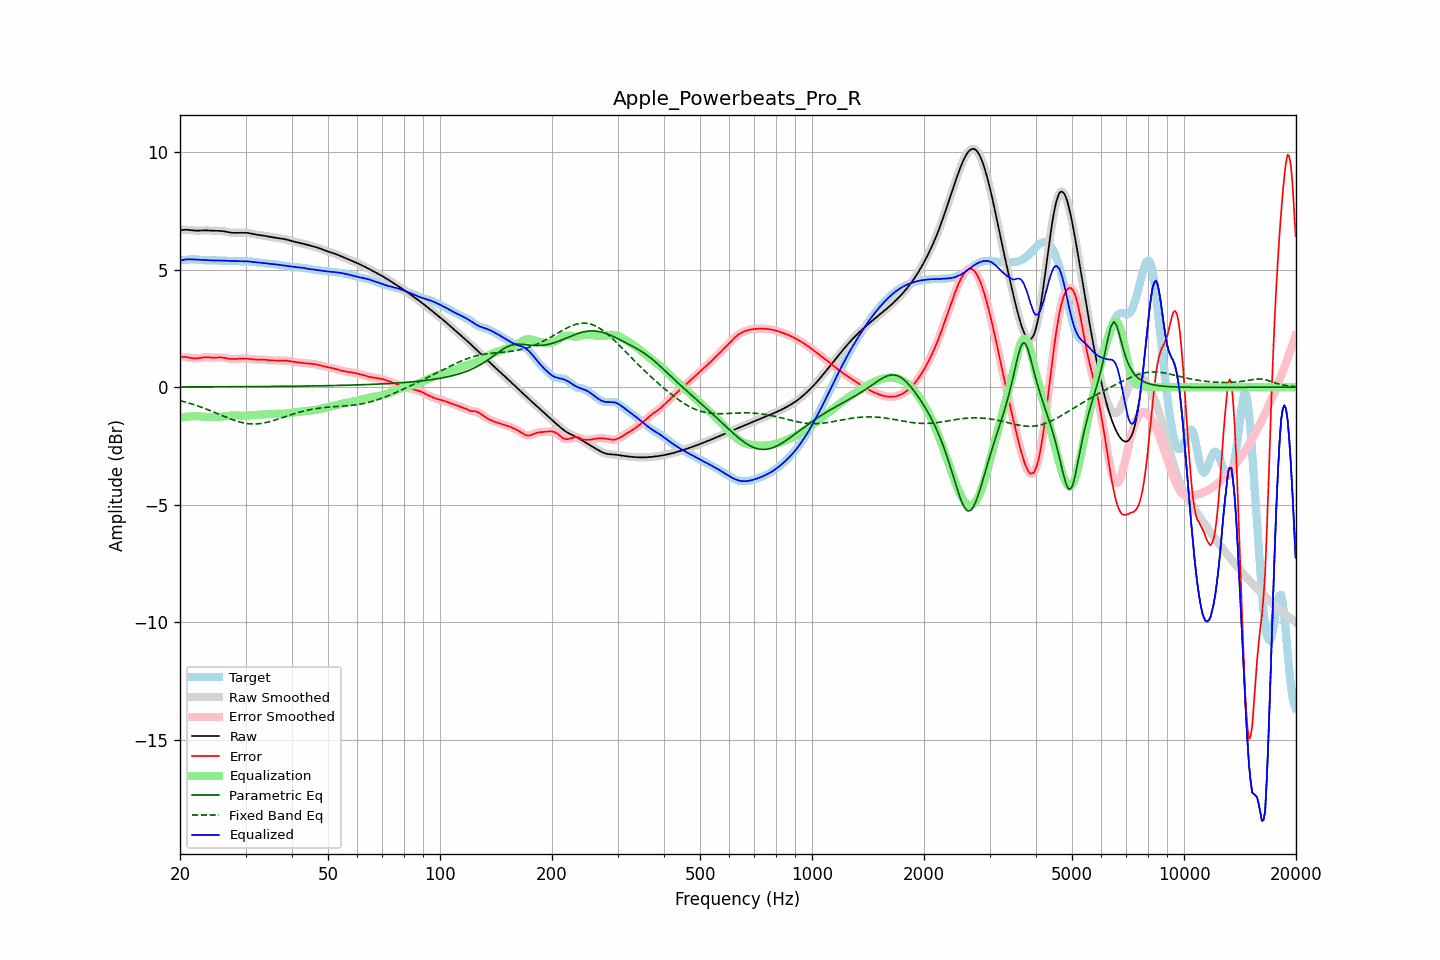 Apple_Powerbeats_Pro_R
10
5
0
−5
−10
−15
Amplitude (dBr)
Target
Raw Smoothed
Error Smoothed
Raw
Error
Equalization
Parametric Eq
Fixed Band Eq
Equalized
20 50 100 200 500 1000 2000 5000 10000 20000
Frequency (Hz)